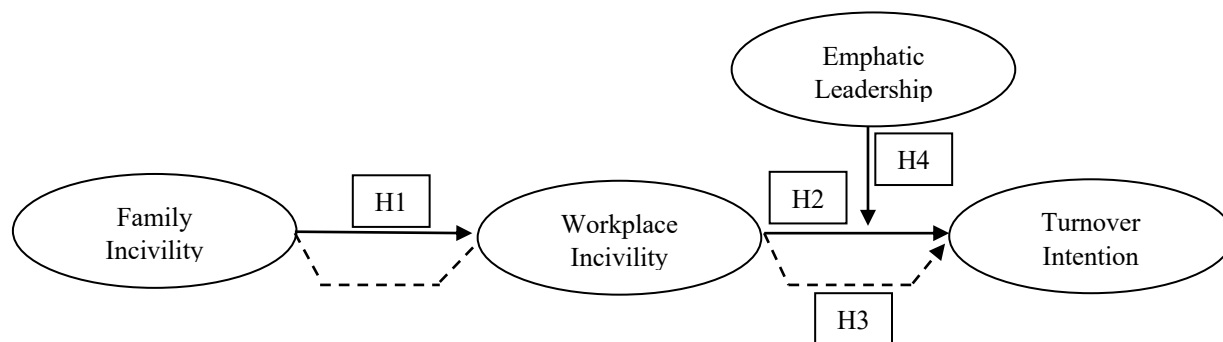 Emphatic
Leadership
H4
H1
H2
Family
Incivility
Workplace
Incivility
Turnover
Intention
H3